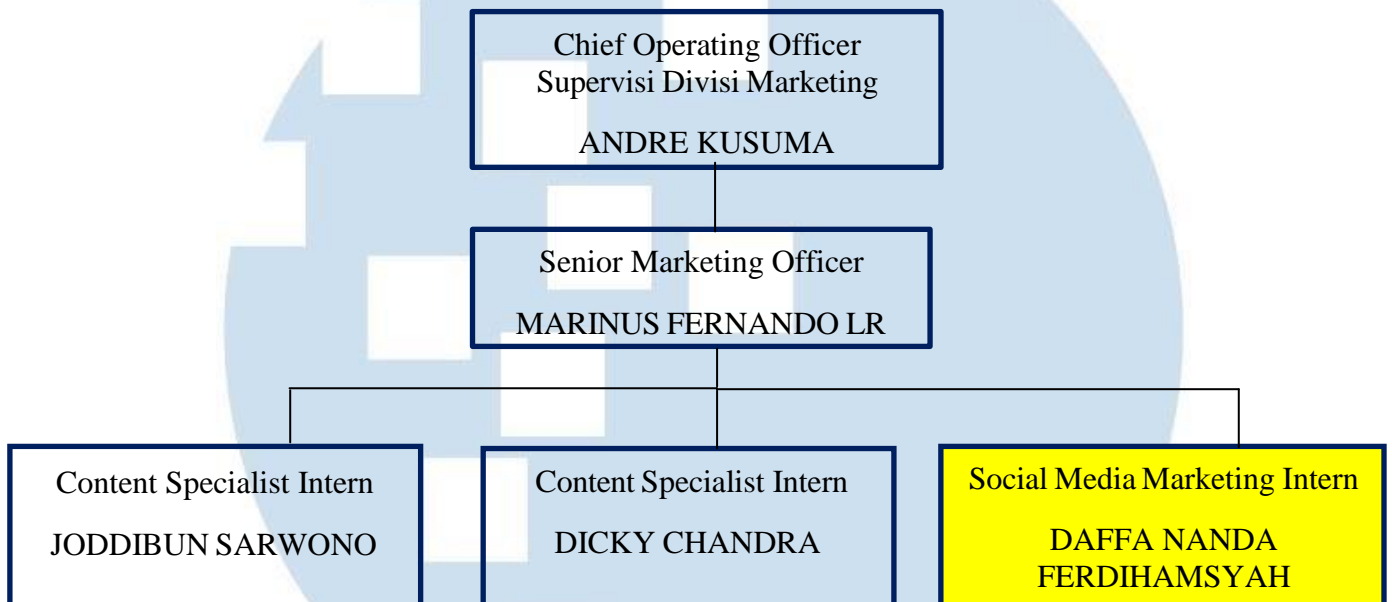 Chief Operating Officer
Supervisi Divisi Marketing
ANDRE KUSUMA
Senior Marketing Officer
MARINUS FERNANDO LR
Content Specialist Intern
JODDIBUN SARWONO
Content Specialist Intern
DICKY CHANDRA
Social Media Marketing Intern
DAFFA NANDA
FERDIHAMSYAH